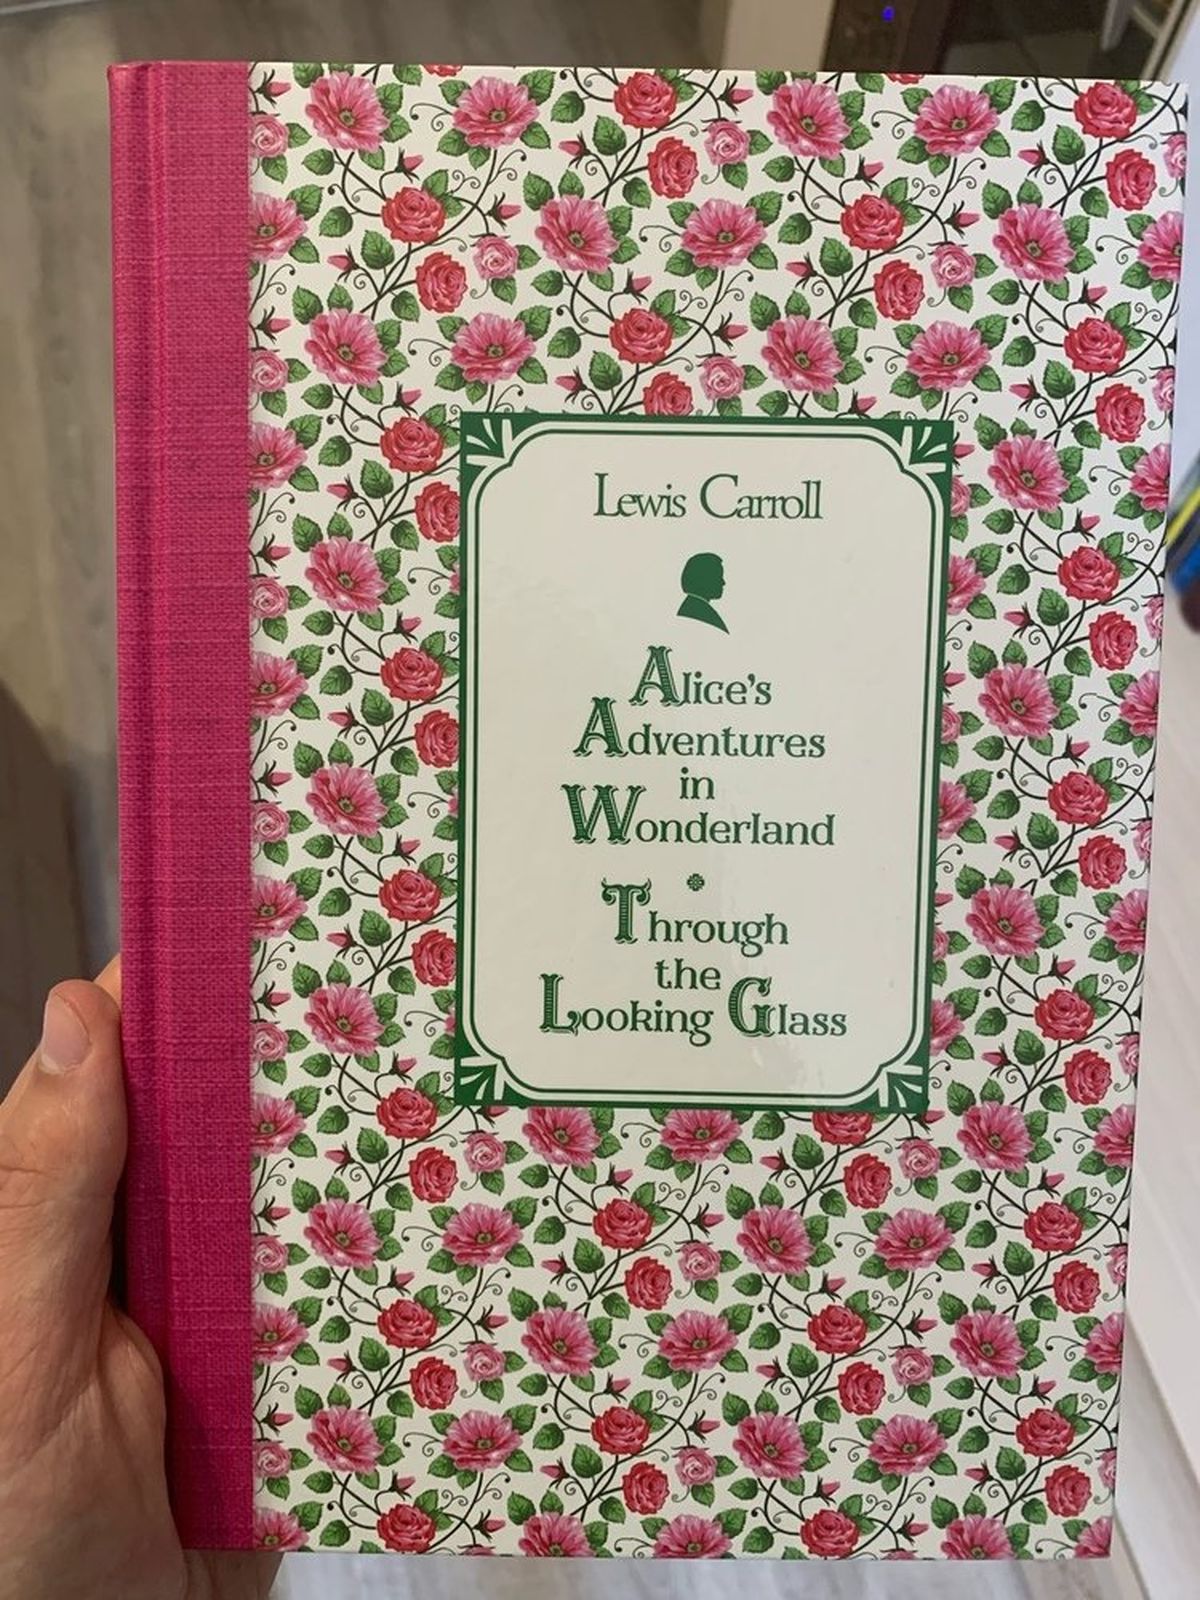 Lewis Carroll
Alice's
Adventures
in
Wonderland
Through
the
Looking Glass